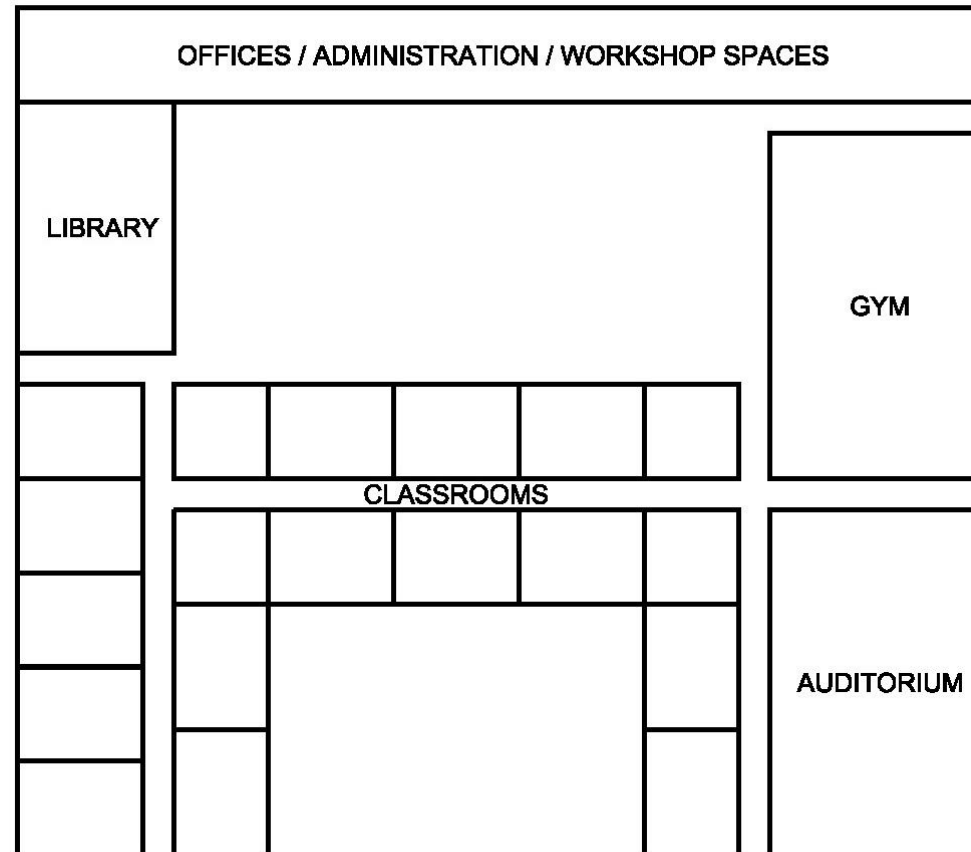 OFFICES / ADMINISTRATION / WORKSHOP SPACES
LIBRARY
GYM
CLASSROOMS
AUDITORIUM